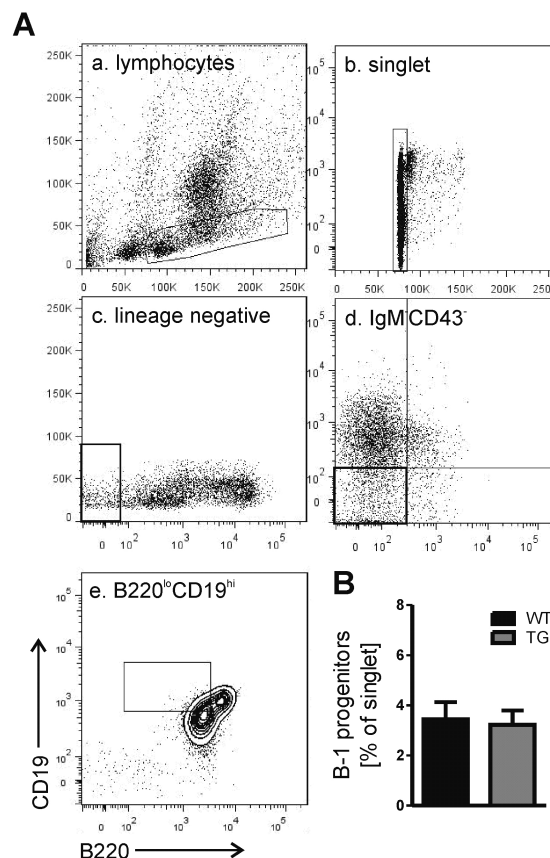 A
a. lymphocytes
250K
200K
150K
100K
50K
0
0 50K 100K 150K 200K 250K
b. singlet
10^5
10^4
10^3
10^2
0
0 50K 100K 150K 200K 250K
c. lineage negative
250K
200K
150K
100K
50K
0
0 10^2 10^3 10^4 10^5
d. IgM^-CD43^-
10^5
10^4
10^3
10^2
0
0 10^2 10^3 10^4 10^5
e. B220^loCD19^hi
10^5
10^4
10^3
10^2
0
0 10^2 10^3 10^4 10^5
CD19
B220
B
8
6
4
2
0
B-1 progenitors
[% of singlet]
WT
TG